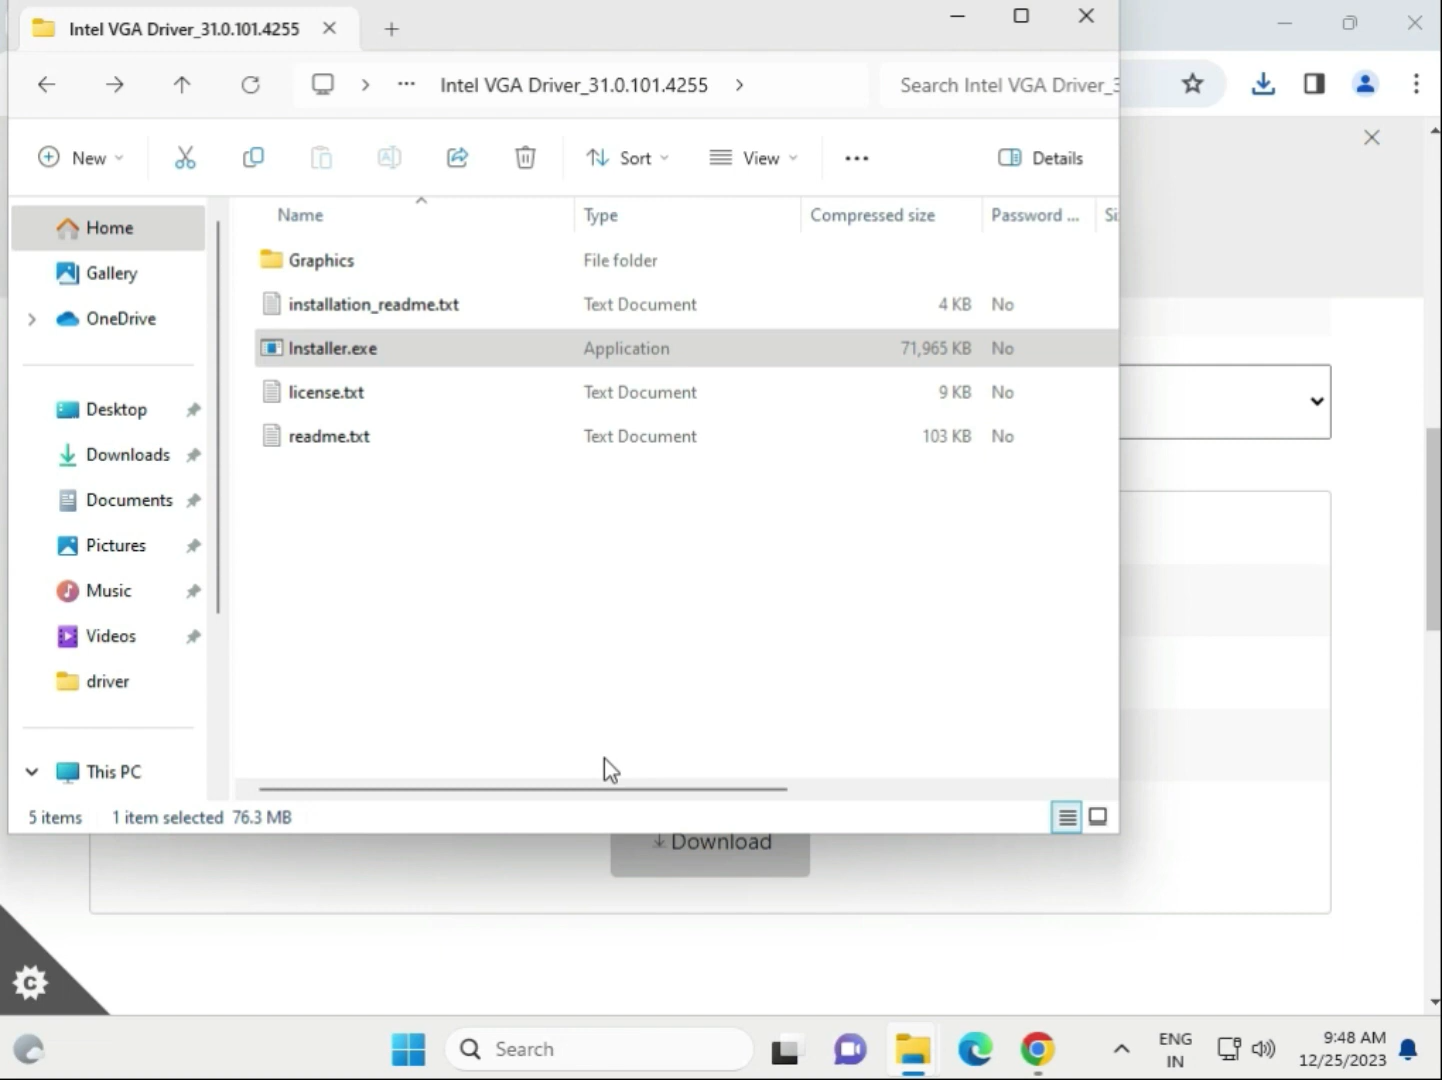 Intel VGA Driver_31.0.101.4255
Intel VGA Driver_31.0.101.4255
Search Intel VGA Driver_3
New
Sort
View
Details
Name
Type
Compressed size
Password ...
Si
Home
Graphics
File folder
Gallery
installation_readme.txt
Text Document
4 KB
No
OneDrive
Installer.exe
Application
71,965 KB
No
license.txt
Text Document
9 KB
No
Desktop
readme.txt
Text Document
103 KB
No
Downloads
Documents
Pictures
Music
Videos
driver
This PC
5 items
1 item selected 76.3 MB
Download
Search
ENG
IN
9:48 AM
12/25/2023